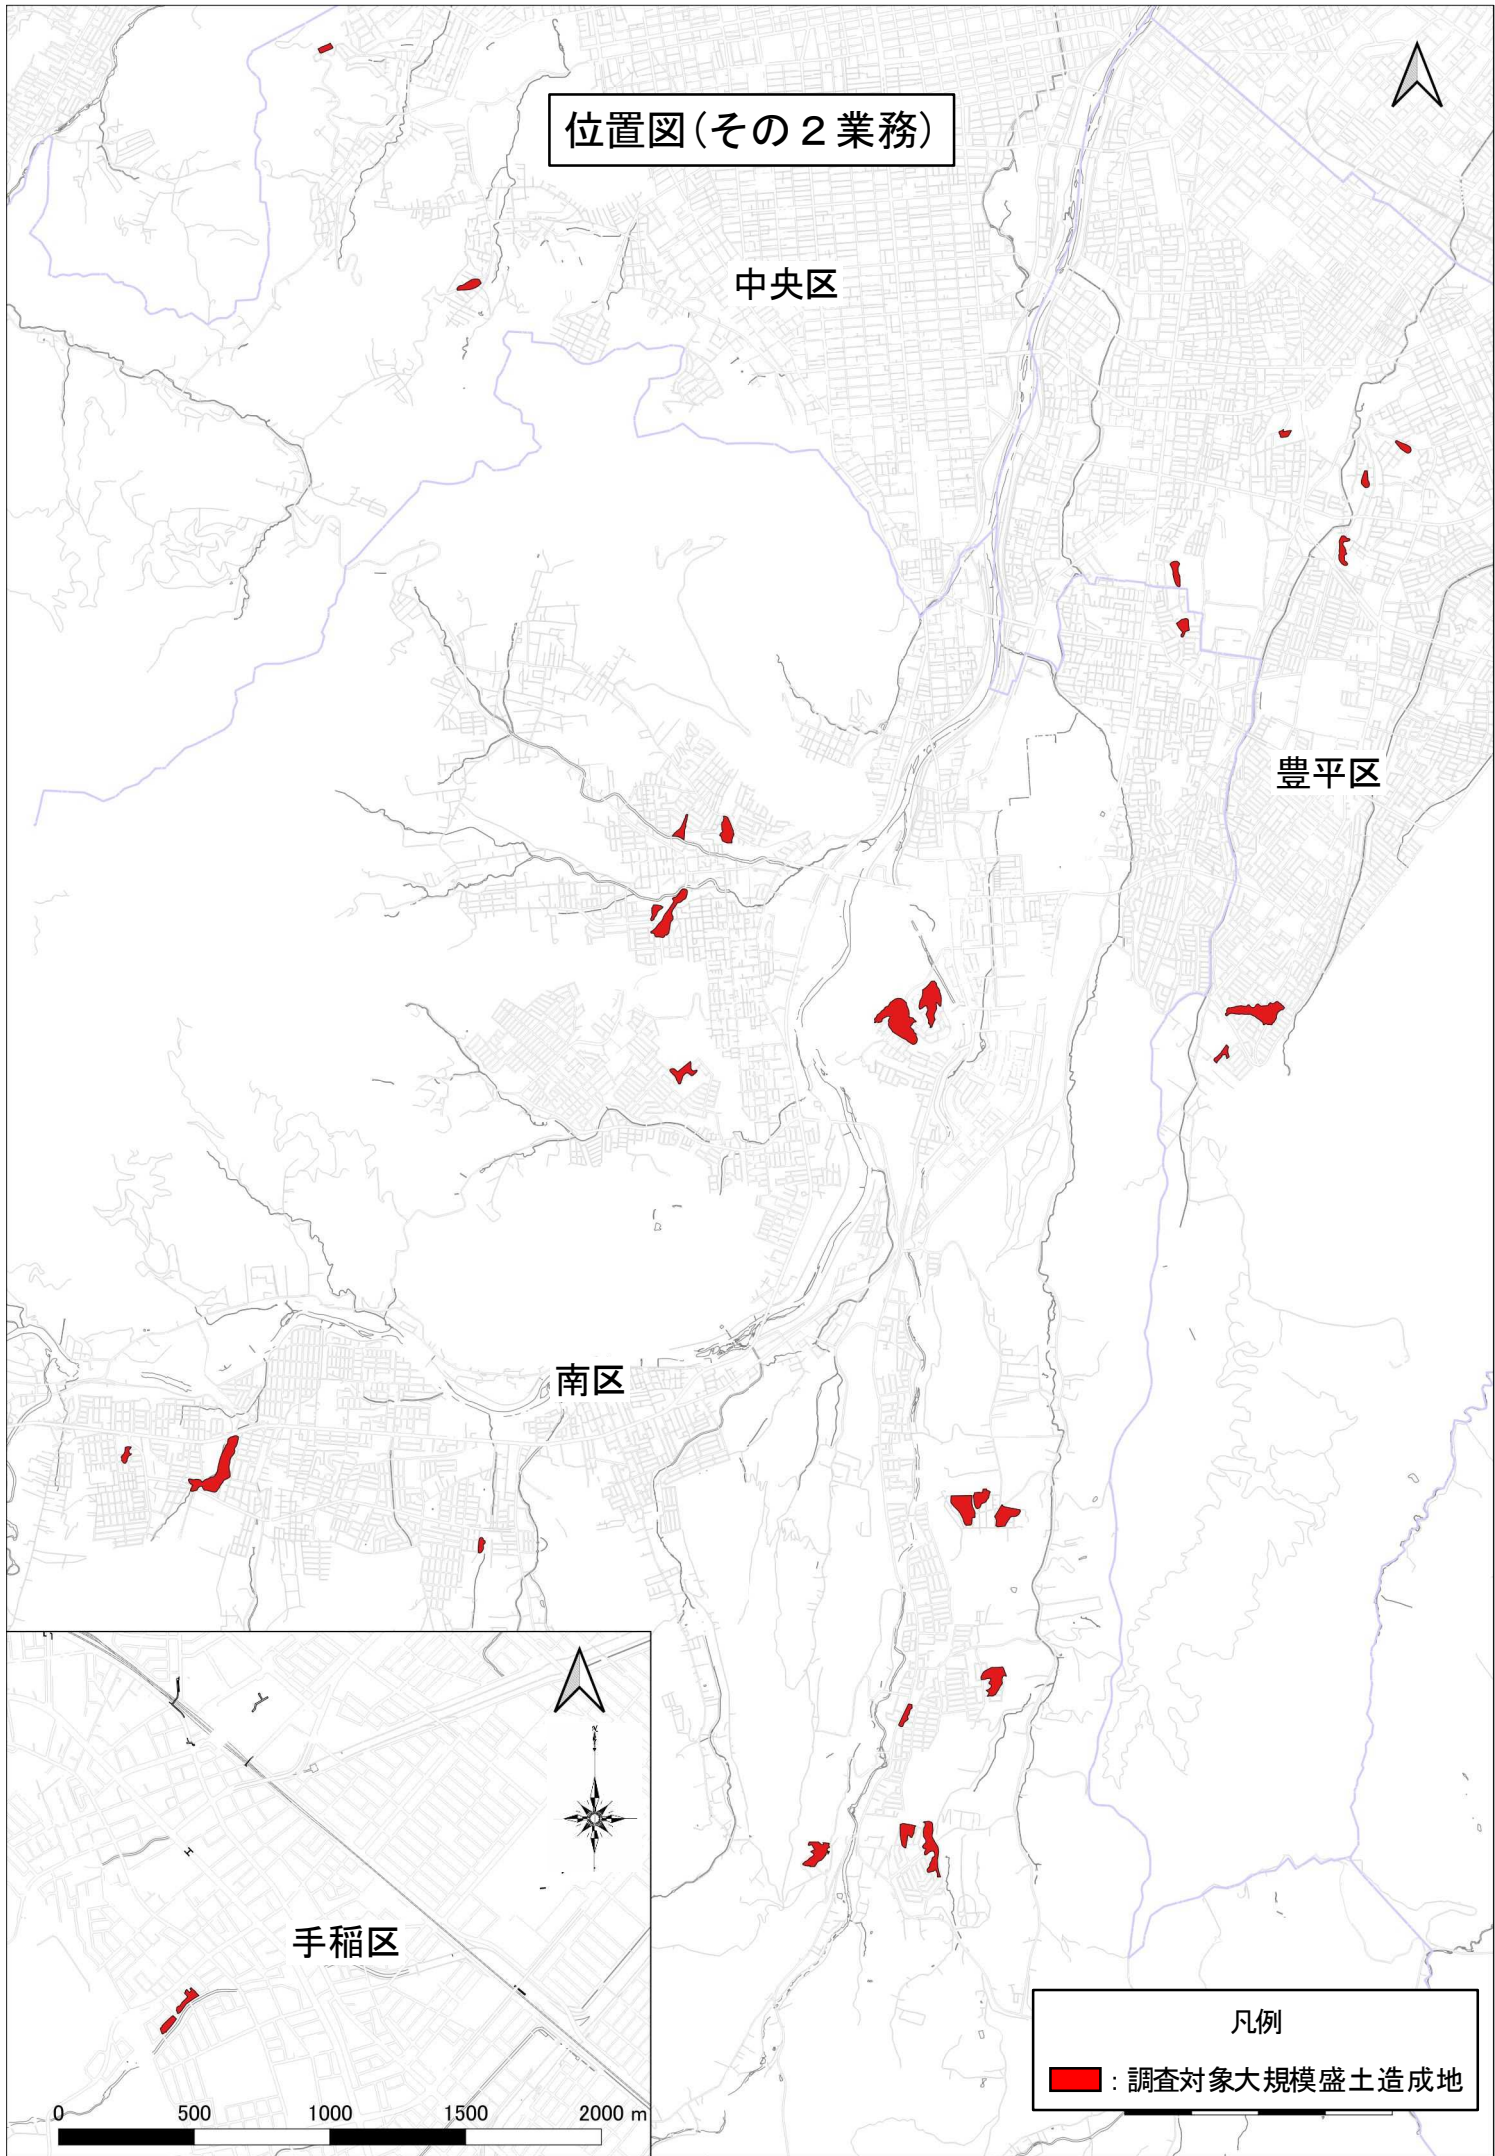 位置図(その2業務)
中央区
豊平区
南区
手稲区
0 500 1000 1500 2000 m
N
凡例
:調査対象大規模盛土造成地